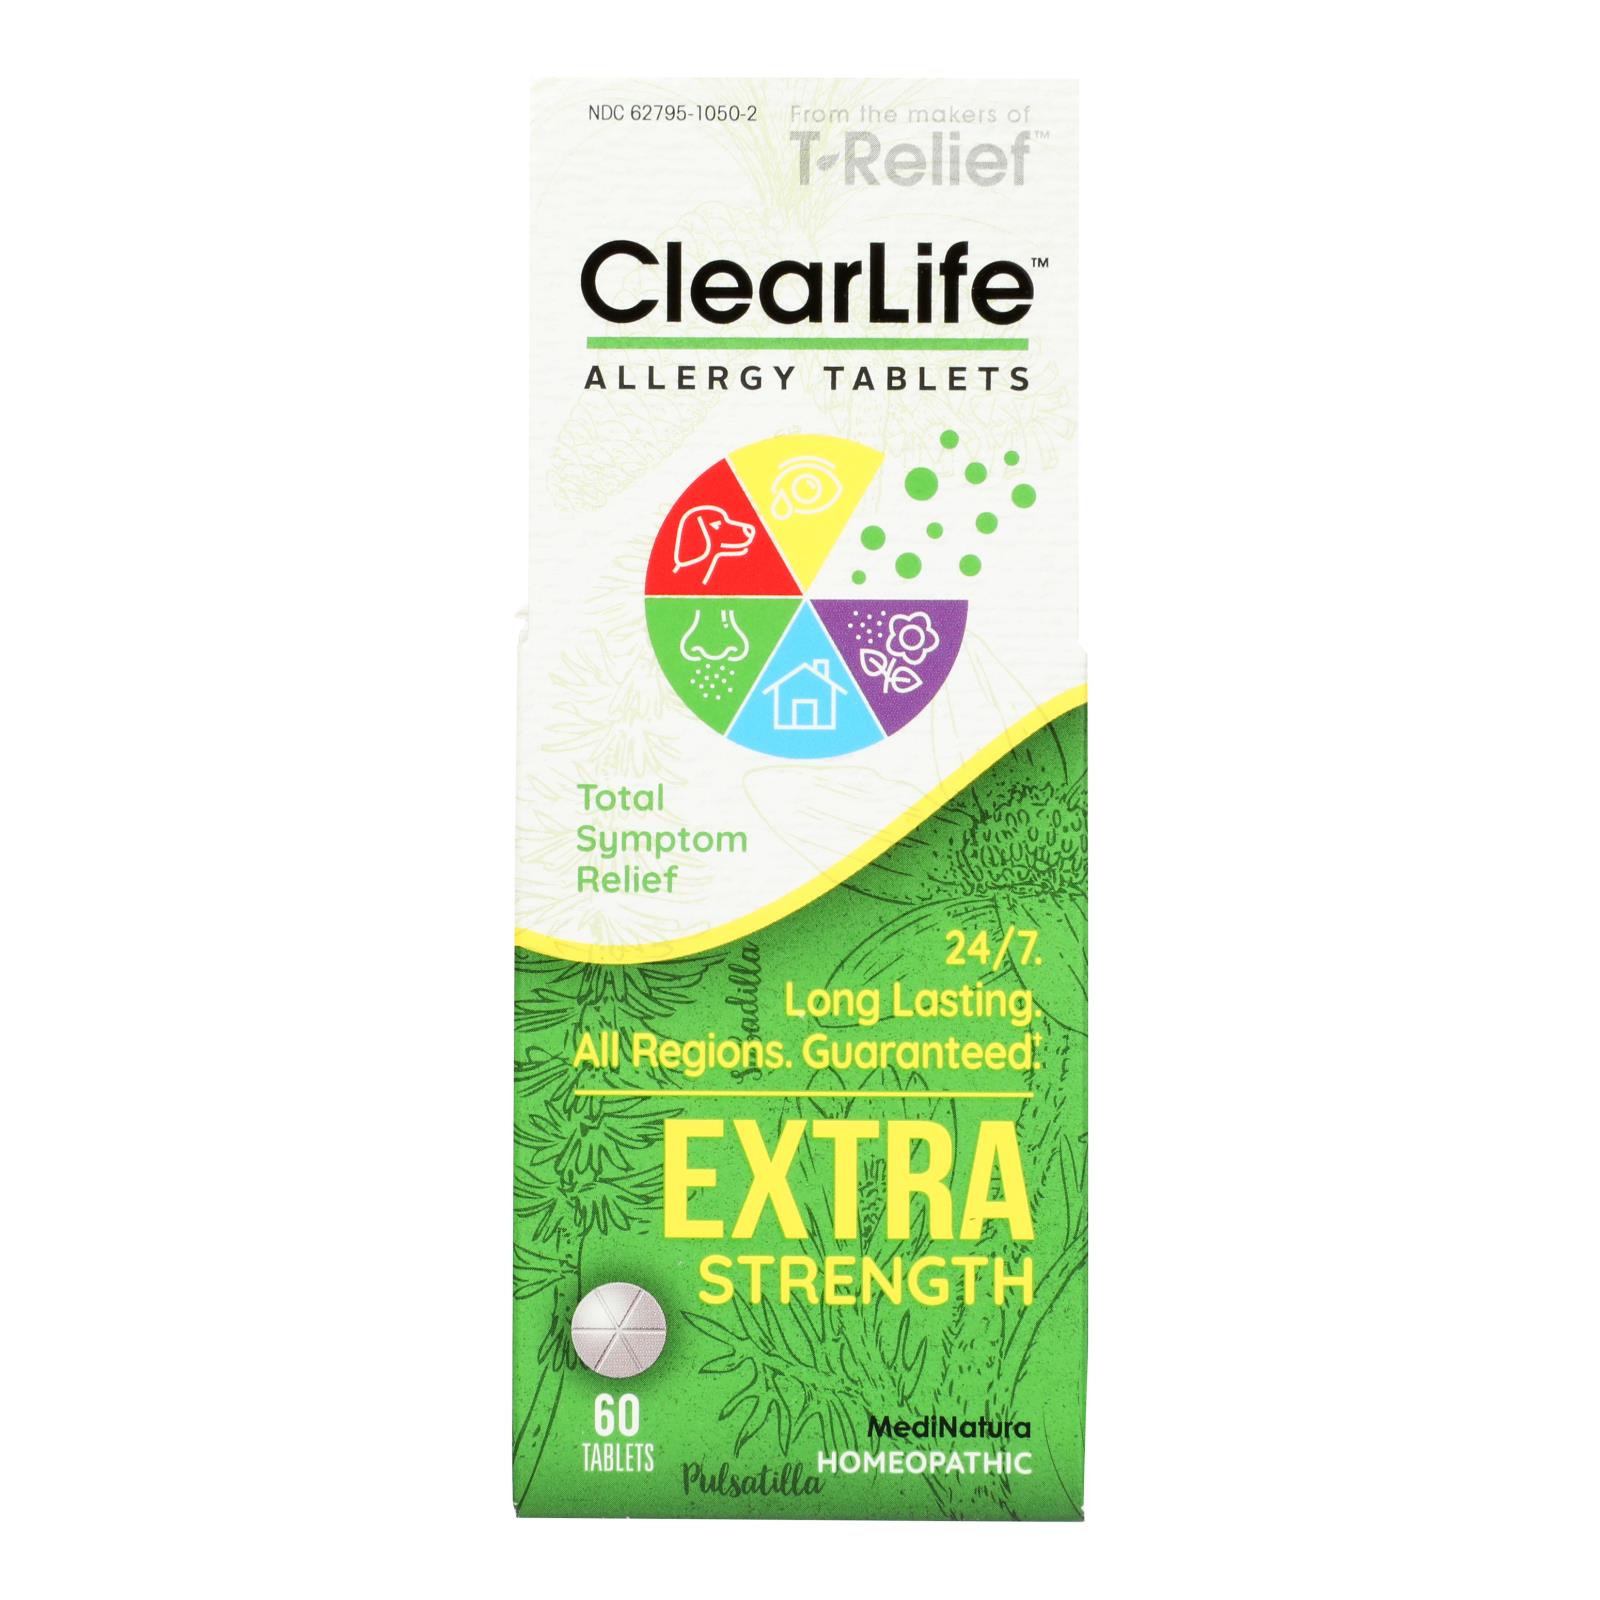 NDC 62795-1050-2
From the makers of
T-Relief™
ClearLife™
ALLERGY TABLETS
Total
Symptom
Relief
24/7.
Long Lasting.
All Regions. Guaranteed.†
Sabadilla
EXTRA
STRENGTH
60
TABLETS
MediNatura
HOMEOPATHIC
Pulsatilla